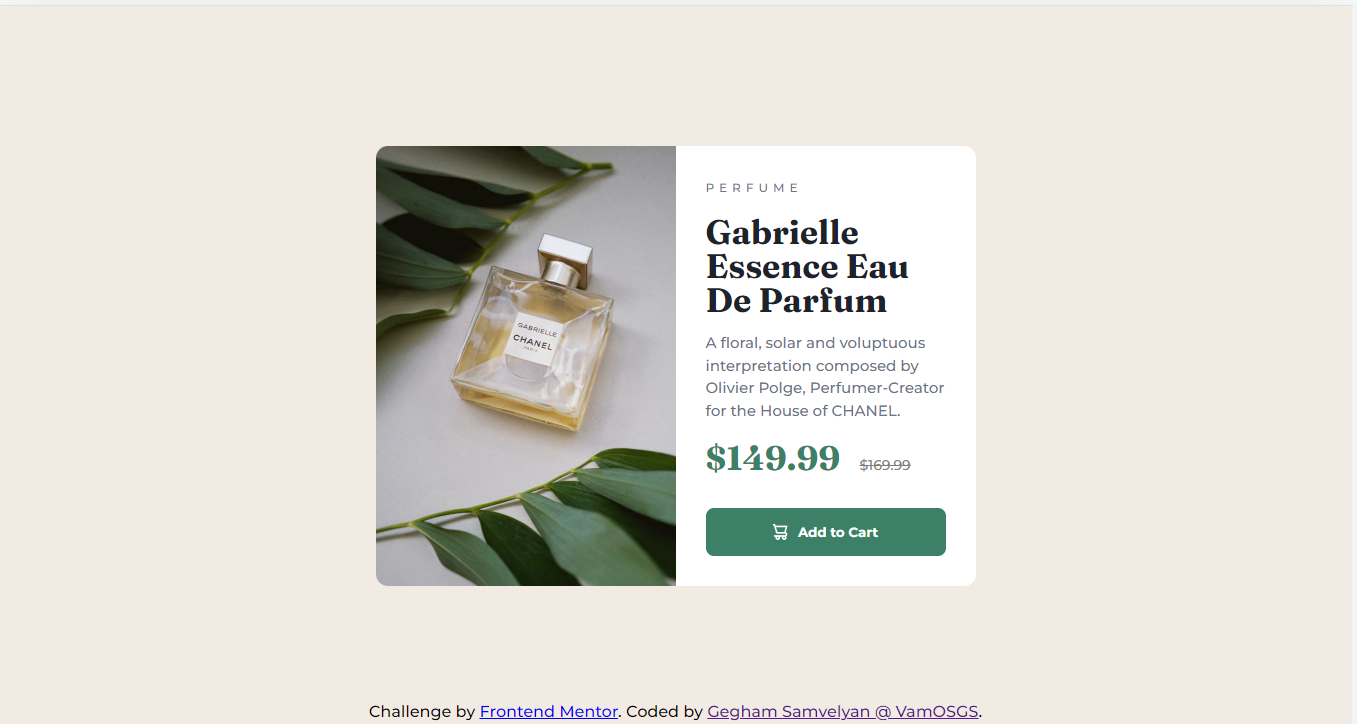 GABRIELLE
CHANEL
PARIS
PERFUME
Gabrielle
Essence Eau
De Parfum
A floral, solar and voluptuous
interpretation composed by
Olivier Polge, Perfumer-Creator
for the House of CHANEL.
$149.99 $169.99
Add to Cart
Challenge by Frontend Mentor. Coded by Gegham Samvelyan @ VamOSGS.